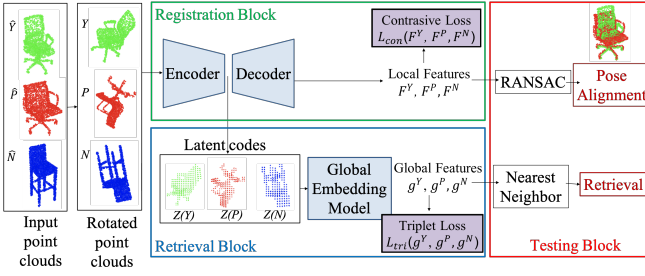 Ŷ
P̂
N̂
Input
point
clouds
Y
P
N
Rotated
point
clouds
Registration Block
Encoder
Decoder
Contrasive Loss
L_con(F^Y, F^P, F^N)
Local Features
F^Y, F^P, F^N
Latent codes
Z(Y) Z(P) Z(N)
Global
Embedding
Model
Global Features
g^Y, g^P, g^N
Triplet Loss
L_tri(g^Y, g^P, g^N)
Retrieval Block
RANSAC
Pose
Alignment
Nearest
Neighbor
Retrieval
Testing Block